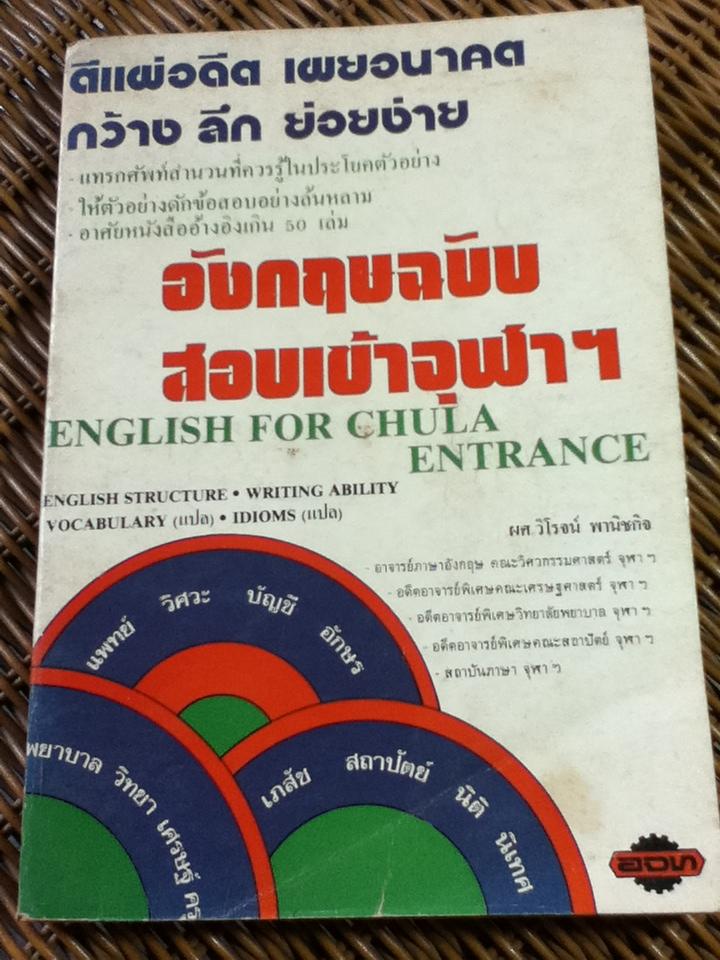 ตีแผ่อดีต เผยอนาคต
กว้าง ลึก ย่อยง่าย
- แทรกศัพท์สำนวนที่ควรรู้ในประโยคตัวอย่าง
- ให้ตัวอย่างดักข้อสอบอย่างล้นหลาม
- อาศัยหนังสืออ้างอิงเกิน 50 เล่ม
อังกฤษฉบับ
สอบเข้าจุฬาฯ
ENGLISH FOR CHULA
ENTRANCE
ENGLISH STRUCTURE • WRITING ABILITY
VOCABULARY (แปล) • IDIOMS (แปล)
ผศ.วิโรจน์ พานิชกิจ
- อาจารย์ภาษาอังกฤษ คณะวิศวกรรมศาสตร์ จุฬาฯ
- อดีตอาจารย์พิเศษคณะเศรษฐศาสตร์ จุฬาฯ
- อดีตอาจารย์พิเศษวิทยาลัยพยาบาล จุฬาฯ
- อดีตอาจารย์พิเศษคณะสถาปัตย์ จุฬาฯ
- สถาบันภาษา จุฬาฯ
แพทย์ วิศวะ บัญชี อักษร
พยาบาล วิทยา เศรษฐ์ ครุ
เภสัช สถาปัตย์ นิติ นิเทศ